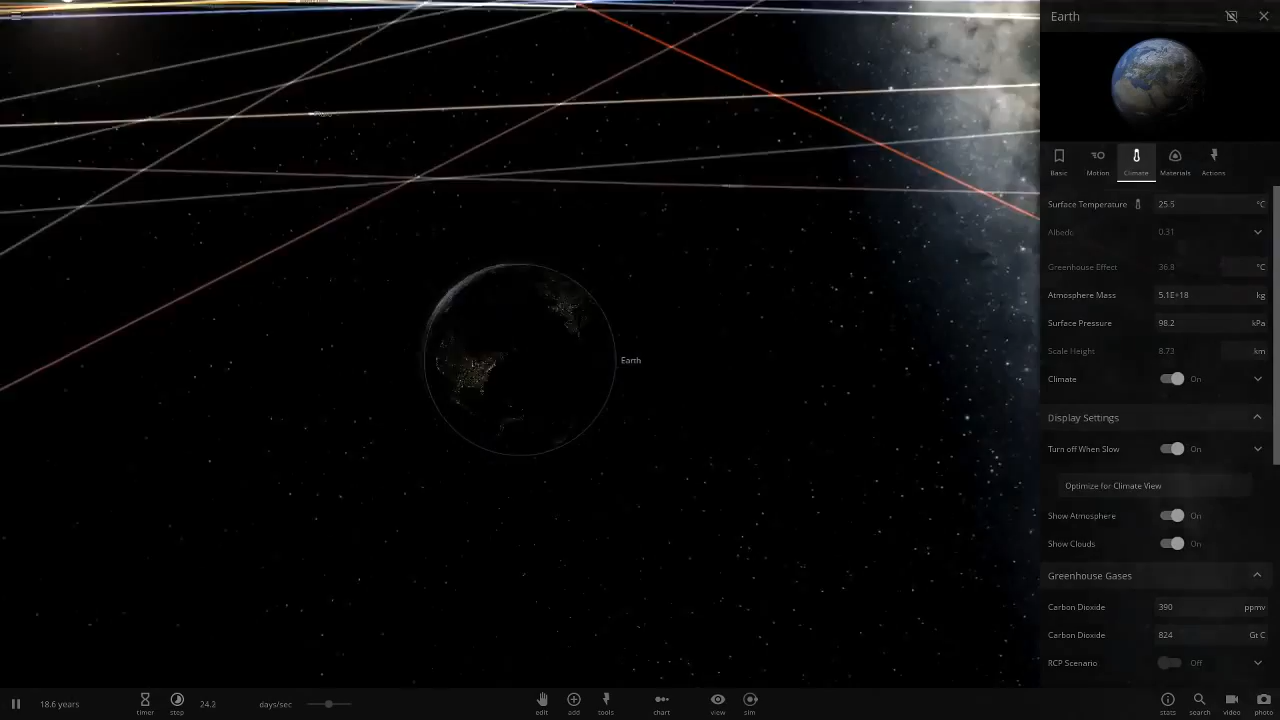 Earth
Basic
Motion
Climate
Materials
Actions
Surface Temperature 25.5 °C
Albedo 0.31
Greenhouse Effect 36.8 °C
Atmosphere Mass 5.1E+18 kg
Surface Pressure 98.2 kPa
Scale Height 8.73 km
Climate On
Display Settings
Turn off When Slow On
Optimize for Climate View
Show Atmosphere On
Show Clouds On
Greenhouse Gases
Carbon Dioxide 390 ppmv
Carbon Dioxide 824 Gt C
RCP Scenario Off
Earth
18.6 years
timer
step
24.2 days/sec
edit
add
tools
chart
view
sim
stats
search
video
photo